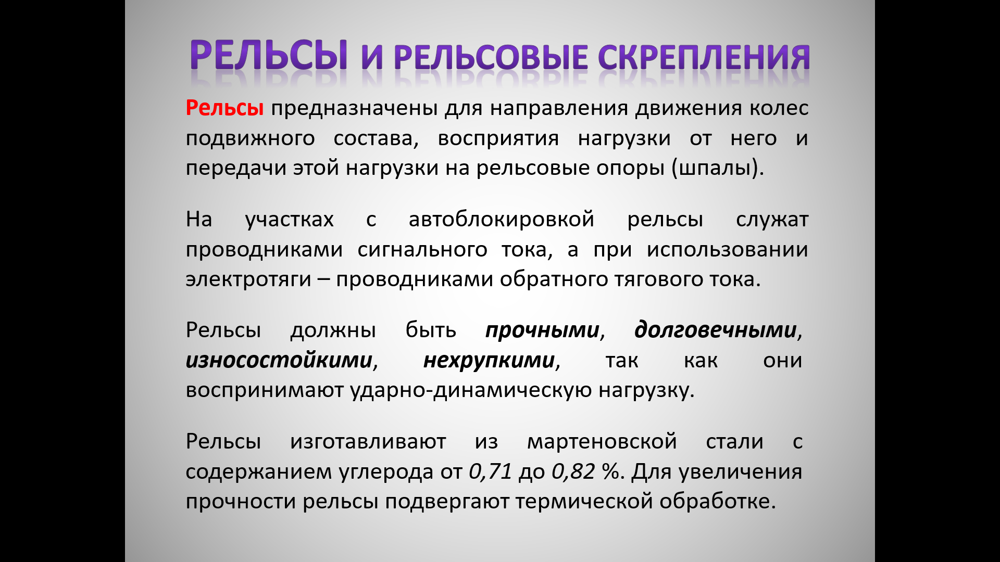 РЕЛЬСЫ И РЕЛЬСОВЫЕ СКРЕПЛЕНИЯ
Рельсы предназначены для направления движения колес
подвижного состава, восприятия нагрузки от него и
передачи этой нагрузки на рельсовые опоры (шпалы).
На участках с автоблокировкой рельсы служат
проводниками сигнального тока, а при использовании
электротяги – проводниками обратного тягового тока.
Рельсы должны быть прочными, долговечными,
износостойкими, нехрупкими, так как они
воспринимают ударно-динамическую нагрузку.
Рельсы изготавливают из мартеновской стали с
содержанием углерода от 0,71 до 0,82 %. Для увеличения
прочности рельсы подвергают термической обработке.